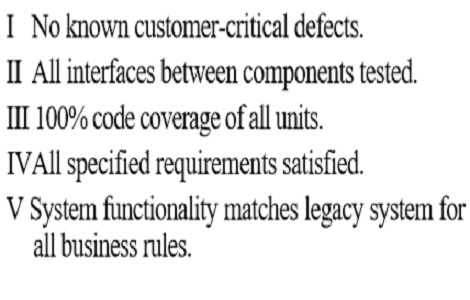 I No known customer-critical defects.
II All interfaces between components tested.
III 100% code coverage of all units.
IVAll specified requirements satisfied.
V System functionality matches legacy system for
all business rules.